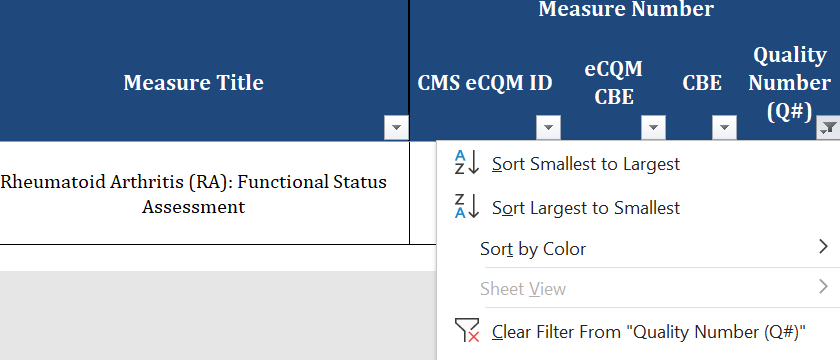 Measure Number
Measure Title
CMS eCQM ID
eCQM
CBE
CBE
Quality
Number
(Q#)
Rheumatoid Arthritis (RA): Functional Status
Assessment
A
Z
Sort Smallest to Largest
Z
A
Sort Largest to Smallest
Sort by Color
Sheet View
Clear Filter From "Quality Number (Q#)"